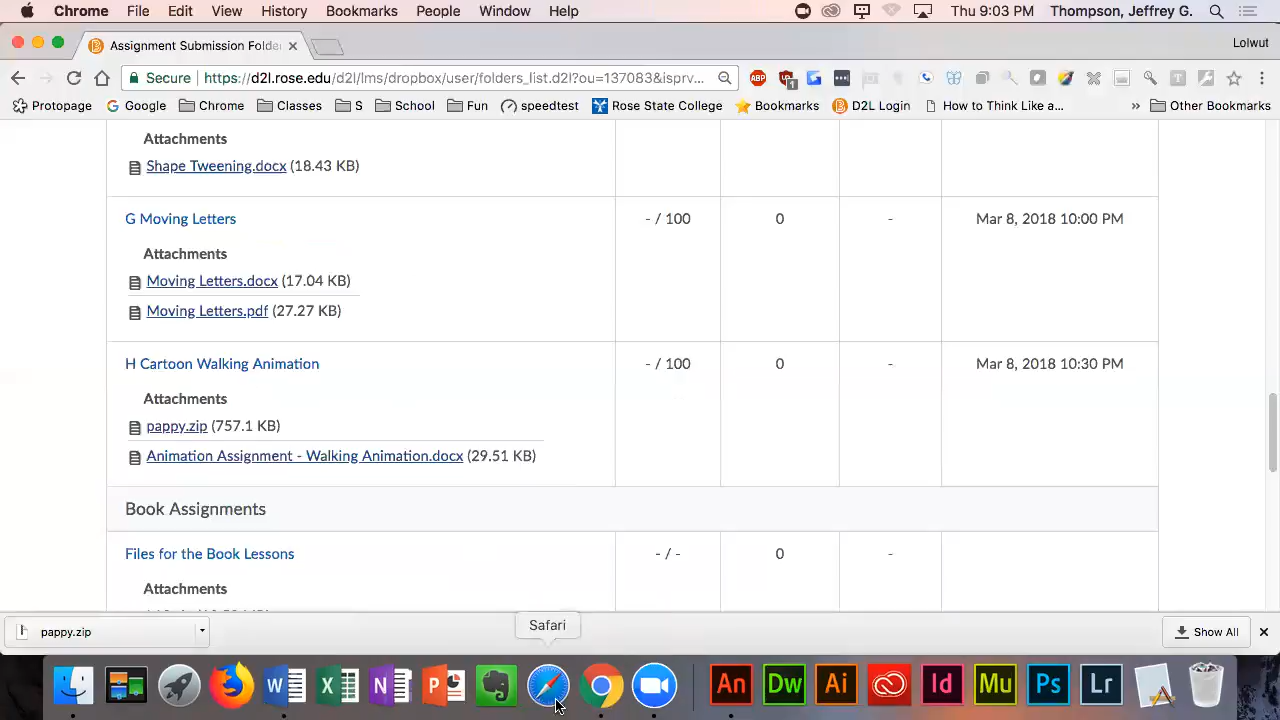 Chrome File Edit View History Bookmarks People Window Help Thu 9:03 PM Thompson, Jeffrey G.
Assignment Submission Folde Loiwut
Secure https://d2l.rose.edu/d2l/lms/dropbox/user/folders_list.d2l?ou=137083&isprv...
Protopage Google Chrome Classes S School Fun speedtest Rose State College Bookmarks D2L Login How to Think Like a... » Other Bookmarks
Attachments
Shape Tweening.docx (18.43 KB)
G Moving Letters - / 100 0 - Mar 8, 2018 10:00 PM
Attachments
Moving Letters.docx (17.04 KB)
Moving Letters.pdf (27.27 KB)
H Cartoon Walking Animation - / 100 0 - Mar 8, 2018 10:30 PM
Attachments
pappy.zip (757.1 KB)
Animation Assignment - Walking Animation.docx (29.51 KB)
Book Assignments
Files for the Book Lessons - / - 0 -
Attachments
Safari
pappy.zip Show All
W X N P An Dw Ai Id Mu Ps Lr